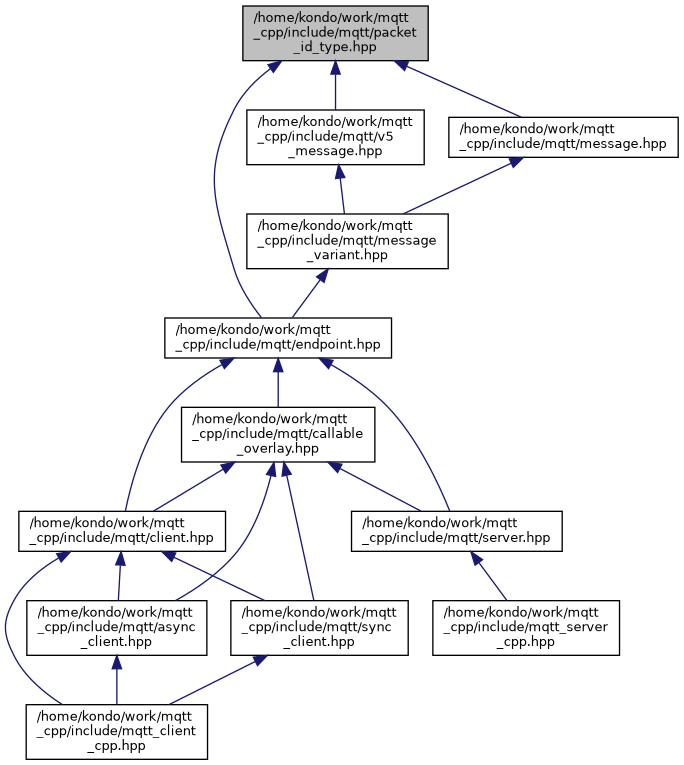 /home/kondo/work/mqtt
_cpp/include/mqtt/packet
_id_type.hpp
/home/kondo/work/mqtt
_cpp/include/mqtt/v5
_message.hpp
/home/kondo/work/mqtt
_cpp/include/mqtt/message.hpp
/home/kondo/work/mqtt
_cpp/include/mqtt/message
_variant.hpp
/home/kondo/work/mqtt
_cpp/include/mqtt/endpoint.hpp
/home/kondo/work/mqtt
_cpp/include/mqtt/callable
_overlay.hpp
/home/kondo/work/mqtt
_cpp/include/mqtt/client.hpp
/home/kondo/work/mqtt
_cpp/include/mqtt/server.hpp
/home/kondo/work/mqtt
_cpp/include/mqtt/async
_client.hpp
/home/kondo/work/mqtt
_cpp/include/mqtt/sync
_client.hpp
/home/kondo/work/mqtt
_cpp/include/mqtt_server
_cpp.hpp
/home/kondo/work/mqtt
_cpp/include/mqtt_client
_cpp.hpp